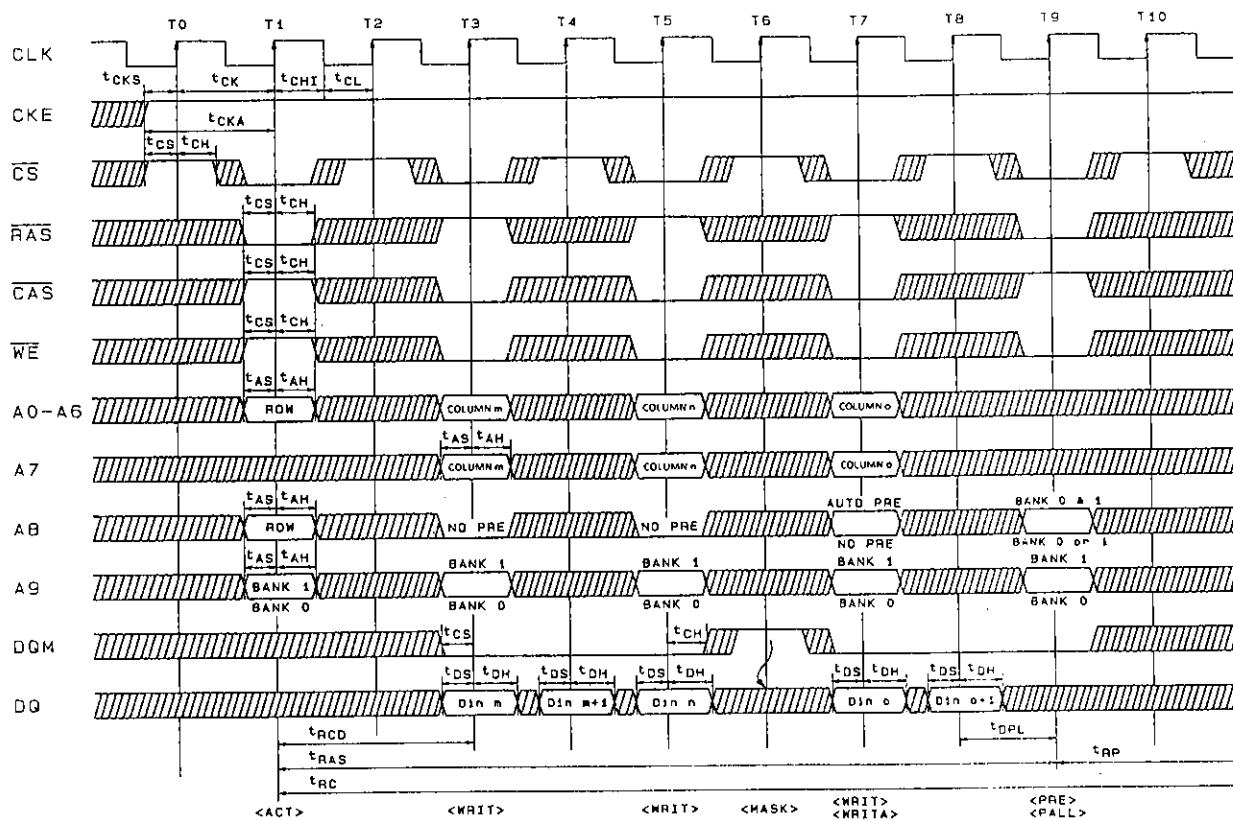 T0 T1 T2 T3 T4 T5 T6 T7 T8 T9 T10
CLK
tCKS tCK tCHI tCL
CKE
tCKA
tCS tCH
CS
tCS tCH
RAS
tCS tCH
CAS
tCS tCH
WE
tAS tAH
A0-A6 ROW COLUMN m COLUMN n COLUMN o
tAS tAH
A7 COLUMN m COLUMN n COLUMN o
tAS tAH AUTO PRE BANK 0 & 1
A8 ROW NO PRE NO PRE
NO PRE BANK 0 or 1
tAS tAH BANK 1 BANK 1 BANK 1 BANK 1
A9 BANK 1
BANK 0 BANK 0 BANK 0 BANK 0 BANK 0
tCS tCH
DQM
tDS tDH tDS tDH tDS tDH tDS tDH tDS tDH
DQ Din m Din m+1 Din n Din o Din o+1
tRCD tDPL
tRAS tRP
tRC
<ACT> <WRIT> <WRIT> <MASK> <WRIT> <PRE>
<WRITA> <PALL>